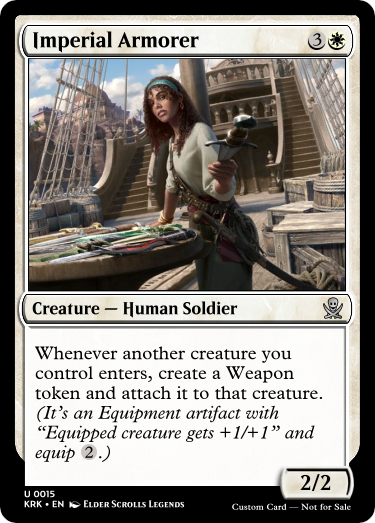 Imperial Armorer 3
Creature — Human Soldier
Whenever another creature you
control enters, create a Weapon
token and attach it to that creature.
(It's an Equipment artifact with
“Equipped creature gets +1/+1” and
equip 2.)
2/2
U 0015
KRK • EN Elder Scrolls Legends
Custom Card — Not for Sale